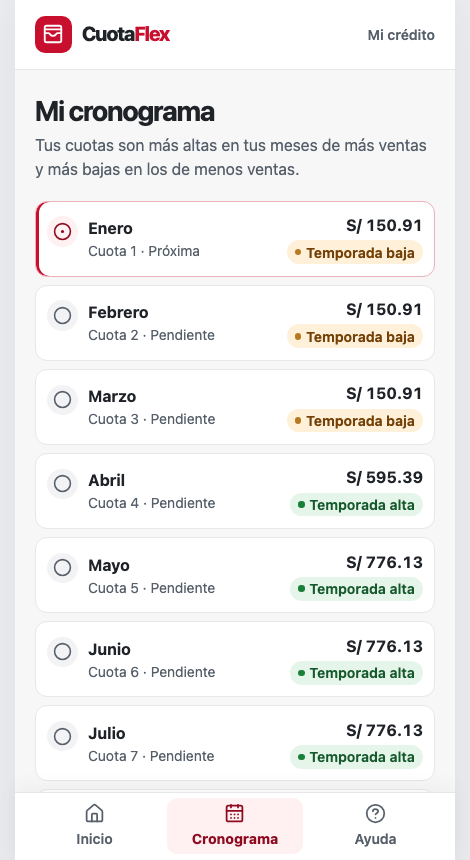 CuotaFlex
Mi crédito
Mi cronograma
Tus cuotas son más altas en tus meses de más ventas
y más bajas en los de menos ventas.
Enero
S/ 150.91
Cuota 1 · Próxima
Temporada baja
Febrero
S/ 150.91
Cuota 2 · Pendiente
Temporada baja
Marzo
S/ 150.91
Cuota 3 · Pendiente
Temporada baja
Abril
S/ 595.39
Cuota 4 · Pendiente
Temporada alta
Mayo
S/ 776.13
Cuota 5 · Pendiente
Temporada alta
Junio
S/ 776.13
Cuota 6 · Pendiente
Temporada alta
Julio
S/ 776.13
Cuota 7 · Pendiente
Temporada alta
Inicio
Cronograma
Ayuda